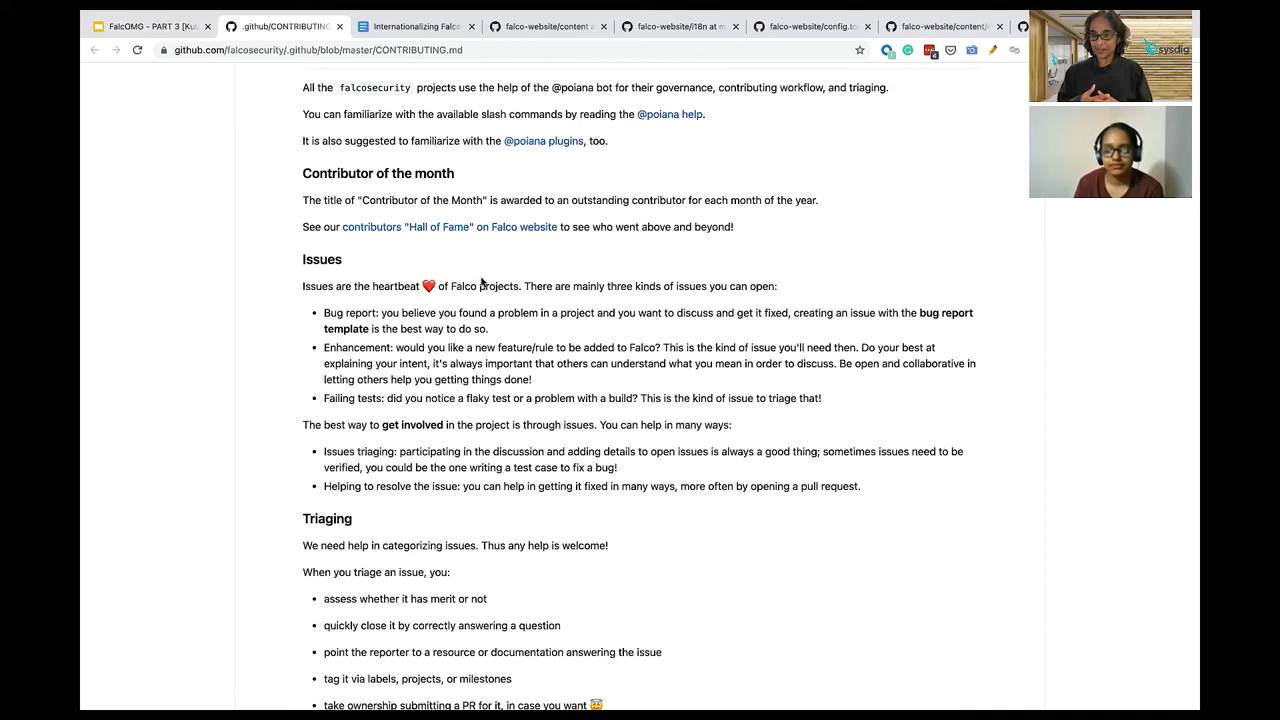 FalcOMG - PART 3 [Kub
.github/CONTRIBUTING
Internationalizing Falco
falco-website/content a
falco-website/i18n at m
falco-website/config.to
falco-website/content/e
github.com/falcosecurity/.github/blob/master/CONTRIBUTING.md
sysdig
All the falcosecurity projects use the help of the @poiana bot for their governance, contributing workflow, and triaging.
You can familiarize with the available slash commands by reading the @poiana help.
It is also suggested to familiarize with the @poiana plugins, too.
Contributor of the month
The title of "Contributor of the Month" is awarded to an outstanding contributor for each month of the year.
See our contributors "Hall of Fame" on Falco website to see who went above and beyond!
Issues
Issues are the heartbeat ❤️ of Falco projects. There are mainly three kinds of issues you can open:
• Bug report: you believe you found a problem in a project and you want to discuss and get it fixed, creating an issue with the bug report
template is the best way to do so.
• Enhancement: would you like a new feature/rule to be added to Falco? This is the kind of issue you'll need then. Do your best at
explaining your intent, it's always important that others can understand what you mean in order to discuss. Be open and collaborative in
letting others help you getting things done!
• Failing tests: did you notice a flaky test or a problem with a build? This is the kind of issue to triage that!
The best way to get involved in the project is through issues. You can help in many ways:
• Issues triaging: participating in the discussion and adding details to open issues is always a good thing; sometimes issues need to be
verified, you could be the one writing a test case to fix a bug!
• Helping to resolve the issue: you can help in getting it fixed in many ways, more often by opening a pull request.
Triaging
We need help in categorizing issues. Thus any help is welcome!
When you triage an issue, you:
• assess whether it has merit or not
• quickly close it by correctly answering a question
• point the reporter to a resource or documentation answering the issue
• tag it via labels, projects, or milestones
• take ownership submitting a PR for it, in case you want 😇